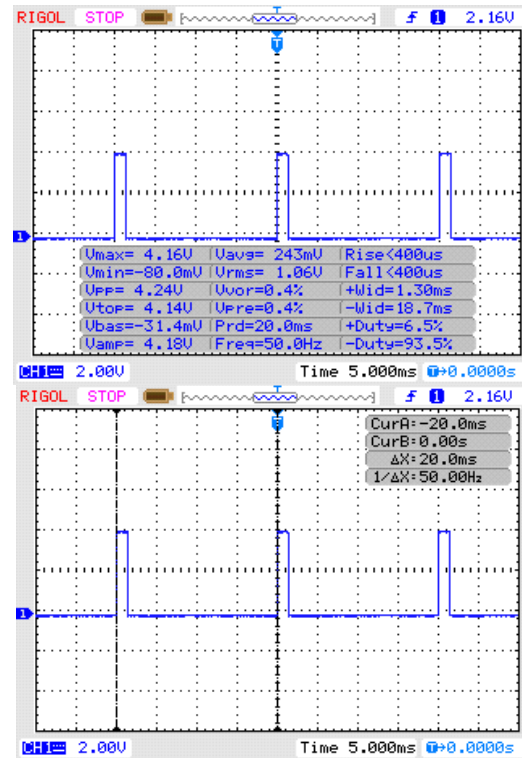 RIGOL STOP T f 1 2.16V
T
1
Vmax= 4.16V Vavg= 243mV Rise<400us
Vmin=-80.0mV Vrms= 1.06V Fall<400us
Vpp= 4.24V Vovr=0.4% +Wid=1.30ms
Vtop= 4.14V Vpre=0.4% -Wid=18.7ms
Vbas=-31.4mV Prd=20.0ms +Duty=6.5%
Vamp= 4.18V Freq=50.0Hz -Duty=93.5%
CH1 2.00V Time 5.000ms T→0.0000s
RIGOL STOP T f 1 2.16V
T
CurA:-20.0ms
CurB:0.00s
ΔX:20.0ms
1/ΔX:50.00Hz
1
CH1 2.00V Time 5.000ms T→0.0000s